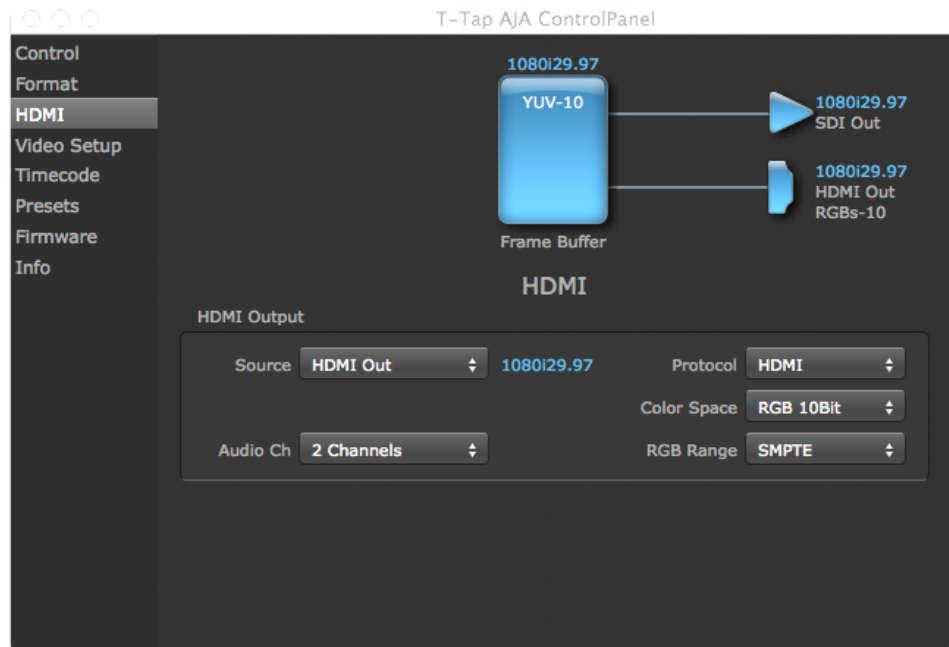 T-Tap AJA ControlPanel
Control
Format
HDMI
Video Setup
Timecode
Presets
Firmware
Info
1080i29.97
YUV-10
Frame Buffer
1080i29.97
SDI Out
1080i29.97
HDMI Out
RGBs-10
HDMI
HDMI Output
Source HDMI Out 1080i29.97 Protocol HDMI
Color Space RGB 10Bit
Audio Ch 2 Channels RGB Range SMPTE